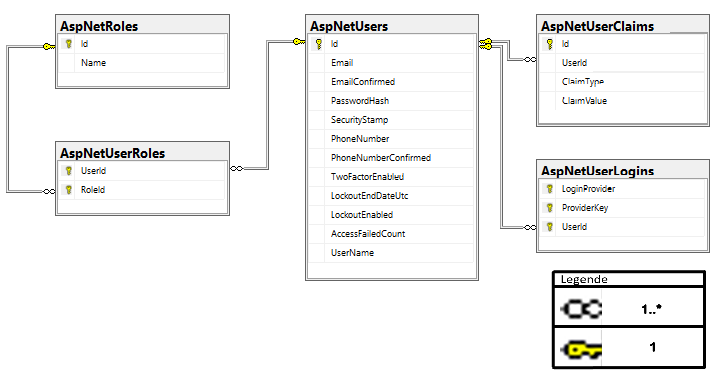 AspNetRoles
Id
Name
AspNetUserRoles
UserId
RoleId
AspNetUsers
Id
Email
EmailConfirmed
PasswordHash
SecurityStamp
PhoneNumber
PhoneNumberConfirmed
TwoFactorEnabled
LockoutEndDateUtc
LockoutEnabled
AccessFailedCount
UserName
AspNetUserClaims
Id
UserId
ClaimType
ClaimValue
AspNetUserLogins
LoginProvider
ProviderKey
UserId
Legende
1..*
1